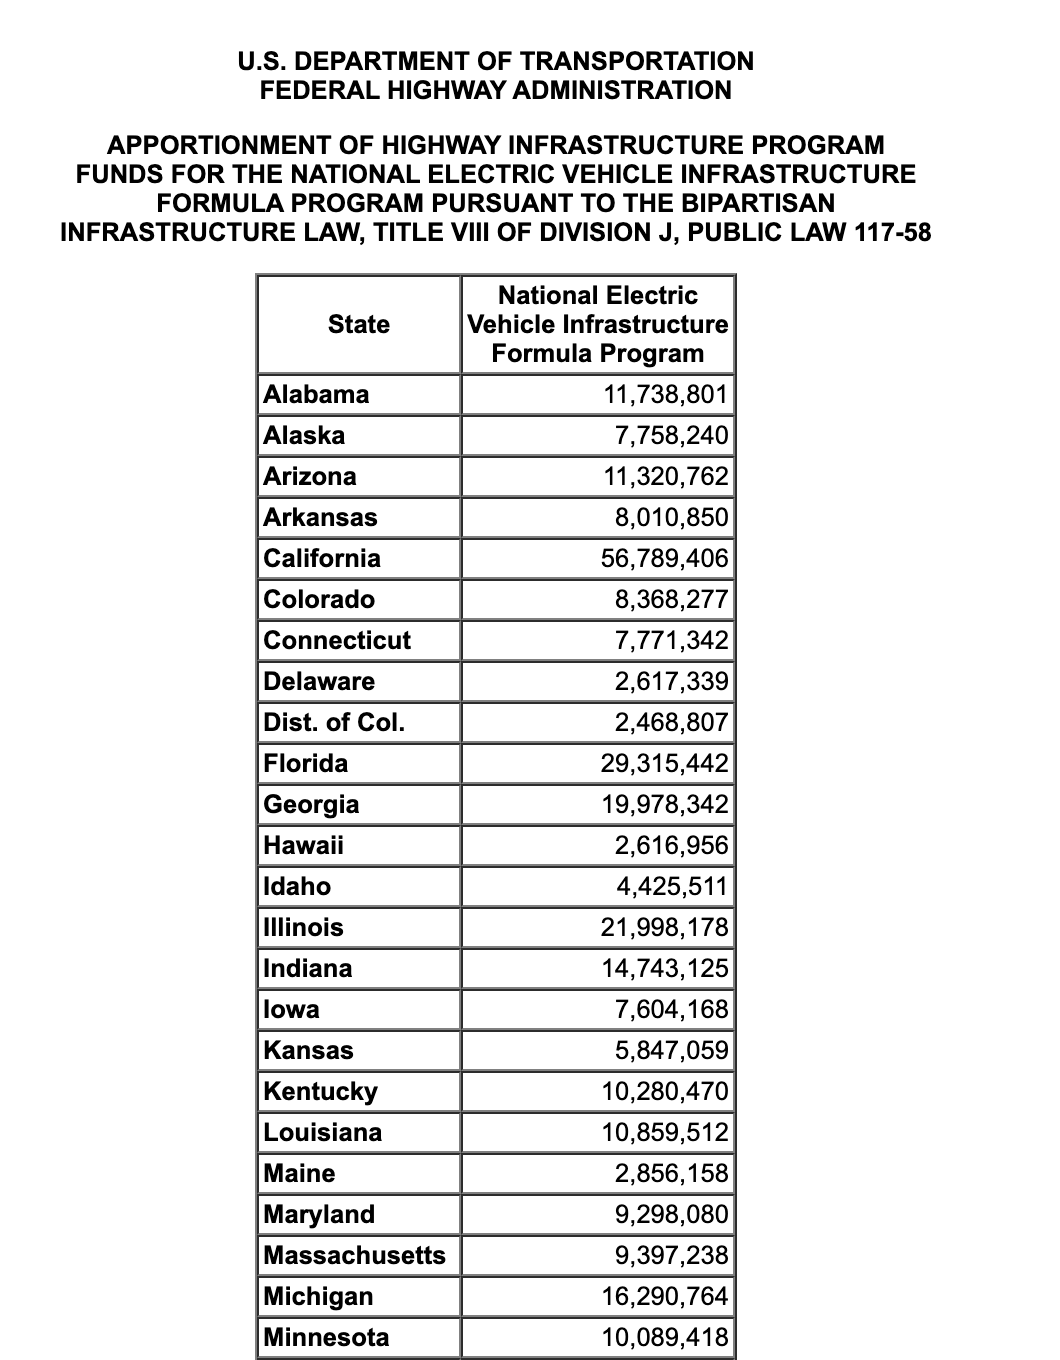 U.S. DEPARTMENT OF TRANSPORTATION
FEDERAL HIGHWAY ADMINISTRATION
APPORTIONMENT OF HIGHWAY INFRASTRUCTURE PROGRAM
FUNDS FOR THE NATIONAL ELECTRIC VEHICLE INFRASTRUCTURE
FORMULA PROGRAM PURSUANT TO THE BIPARTISAN
INFRASTRUCTURE LAW, TITLE VIII OF DIVISION J, PUBLIC LAW 117-58
State
National Electric
Vehicle Infrastructure
Formula Program
Alabama 11,738,801
Alaska 7,758,240
Arizona 11,320,762
Arkansas 8,010,850
California 56,789,406
Colorado 8,368,277
Connecticut 7,771,342
Delaware 2,617,339
Dist. of Col. 2,468,807
Florida 29,315,442
Georgia 19,978,342
Hawaii 2,616,956
Idaho 4,425,511
Illinois 21,998,178
Indiana 14,743,125
Iowa 7,604,168
Kansas 5,847,059
Kentucky 10,280,470
Louisiana 10,859,512
Maine 2,856,158
Maryland 9,298,080
Massachusetts 9,397,238
Michigan 16,290,764
Minnesota 10,089,418